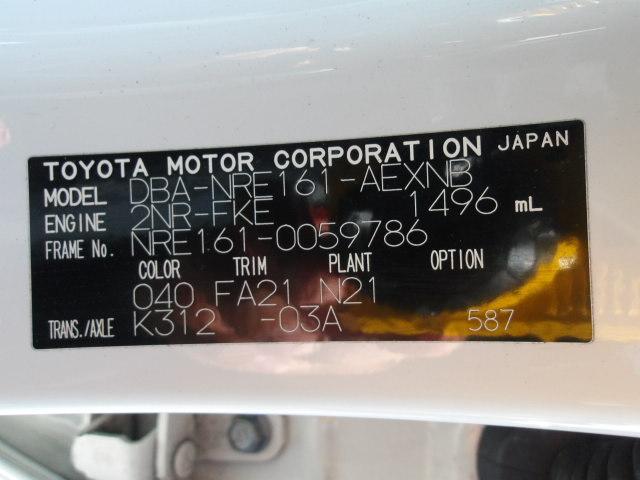 TOYOTA MOTOR CORPORATION JAPAN
MODEL DBA-NRE161-AEXNB
ENGINE 2NR-FKE 1496 mL
FRAME No. NRE161-0059786
COLOR TRIM PLANT OPTION
040 FA21 N21
TRANS./AXLE K312 -03A 587